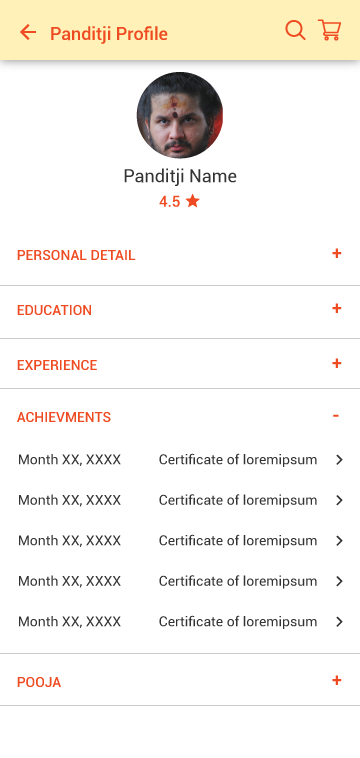 Panditji Profile
Panditji Name
4.5
PERSONAL DETAIL +
EDUCATION +
EXPERIENCE +
ACHIEVMENTS -
Month XX, XXXX Certificate of loremipsum
Month XX, XXXX Certificate of loremipsum
Month XX, XXXX Certificate of loremipsum
Month XX, XXXX Certificate of loremipsum
Month XX, XXXX Certificate of loremipsum
POOJA +